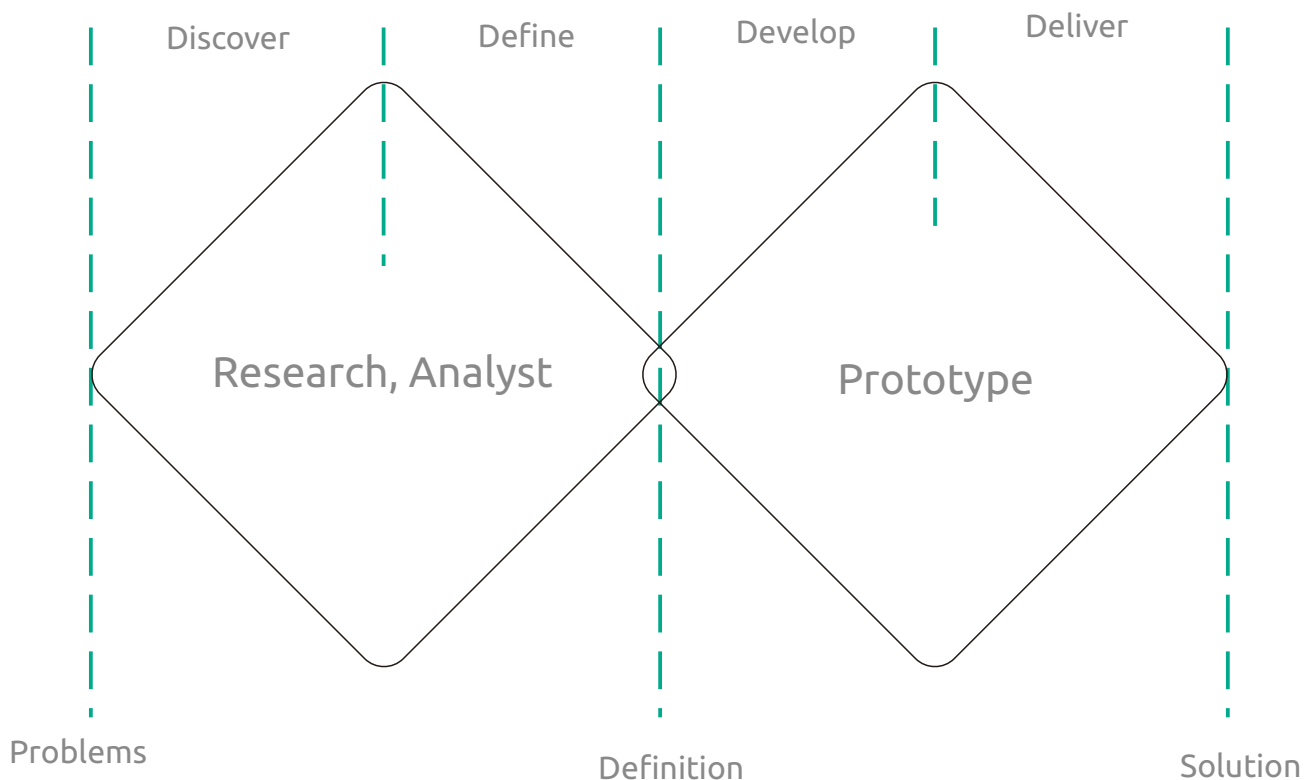 Discover
Define
Develop
Deliver
Research, Analyst
Prototype
Problems
Definition
Solution